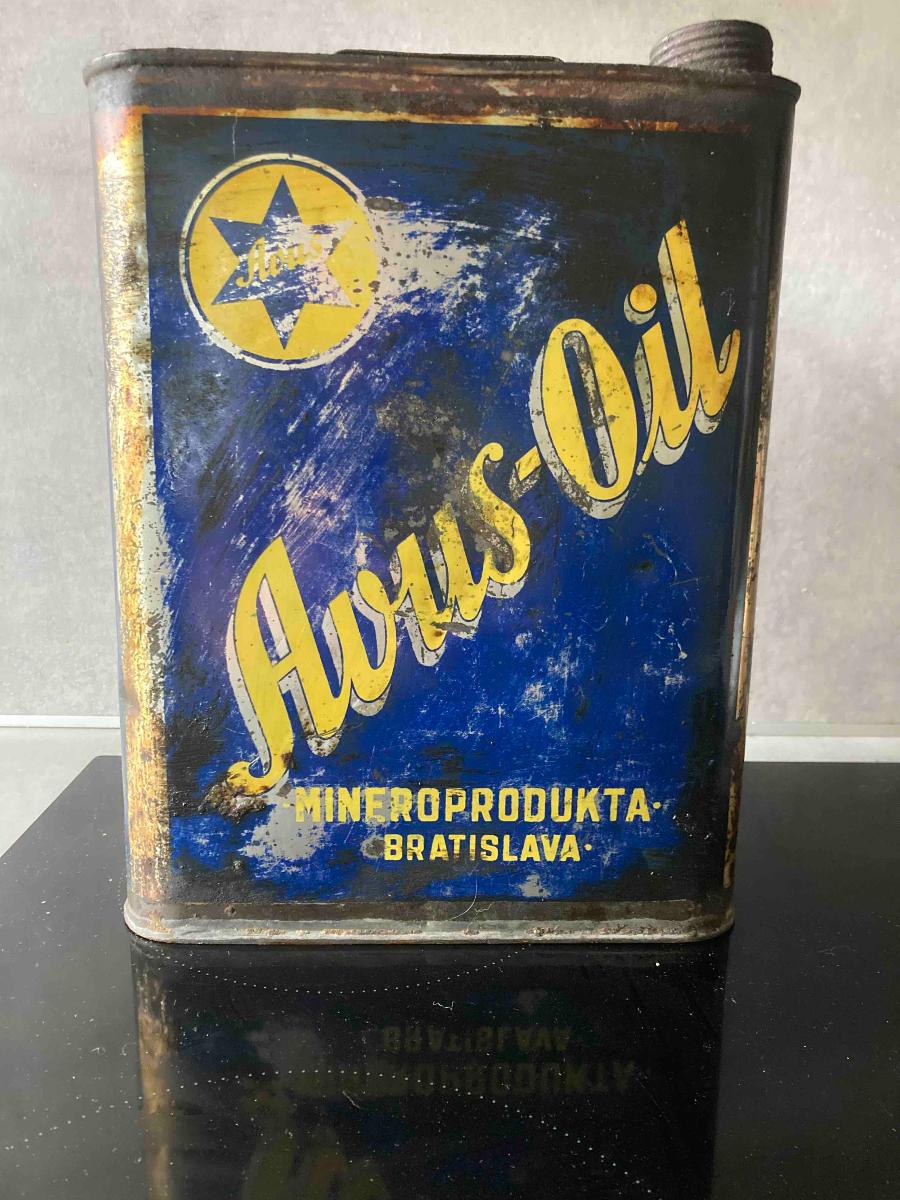 Avus
Avus-Oil
·MINEROPRODUKTA·
BRATISLAVA·